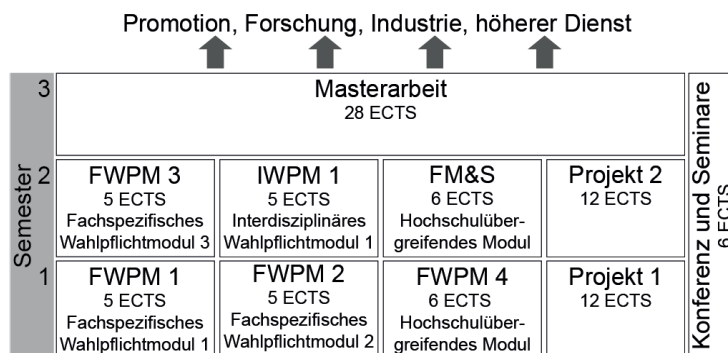 Promotion, Forschung, Industrie, höherer Dienst
Semester
3
Masterarbeit
28 ECTS
2
FWPM 3
5 ECTS
Fachspezifisches
Wahlpflichtmodul 3
IWPM 1
5 ECTS
Interdisziplinäres
Wahlpflichtmodul 1
FM&S
6 ECTS
Hochschulüber-
greifendes Modul
Projekt 2
12 ECTS
1
FWPM 1
5 ECTS
Fachspezifisches
Wahlpflichtmodul 1
FWPM 2
5 ECTS
Fachspezifisches
Wahlpflichtmodul 2
FWPM 4
6 ECTS
Hochschulüber-
greifendes Modul
Projekt 1
12 ECTS
Konferenz und Seminare
6 ECTS